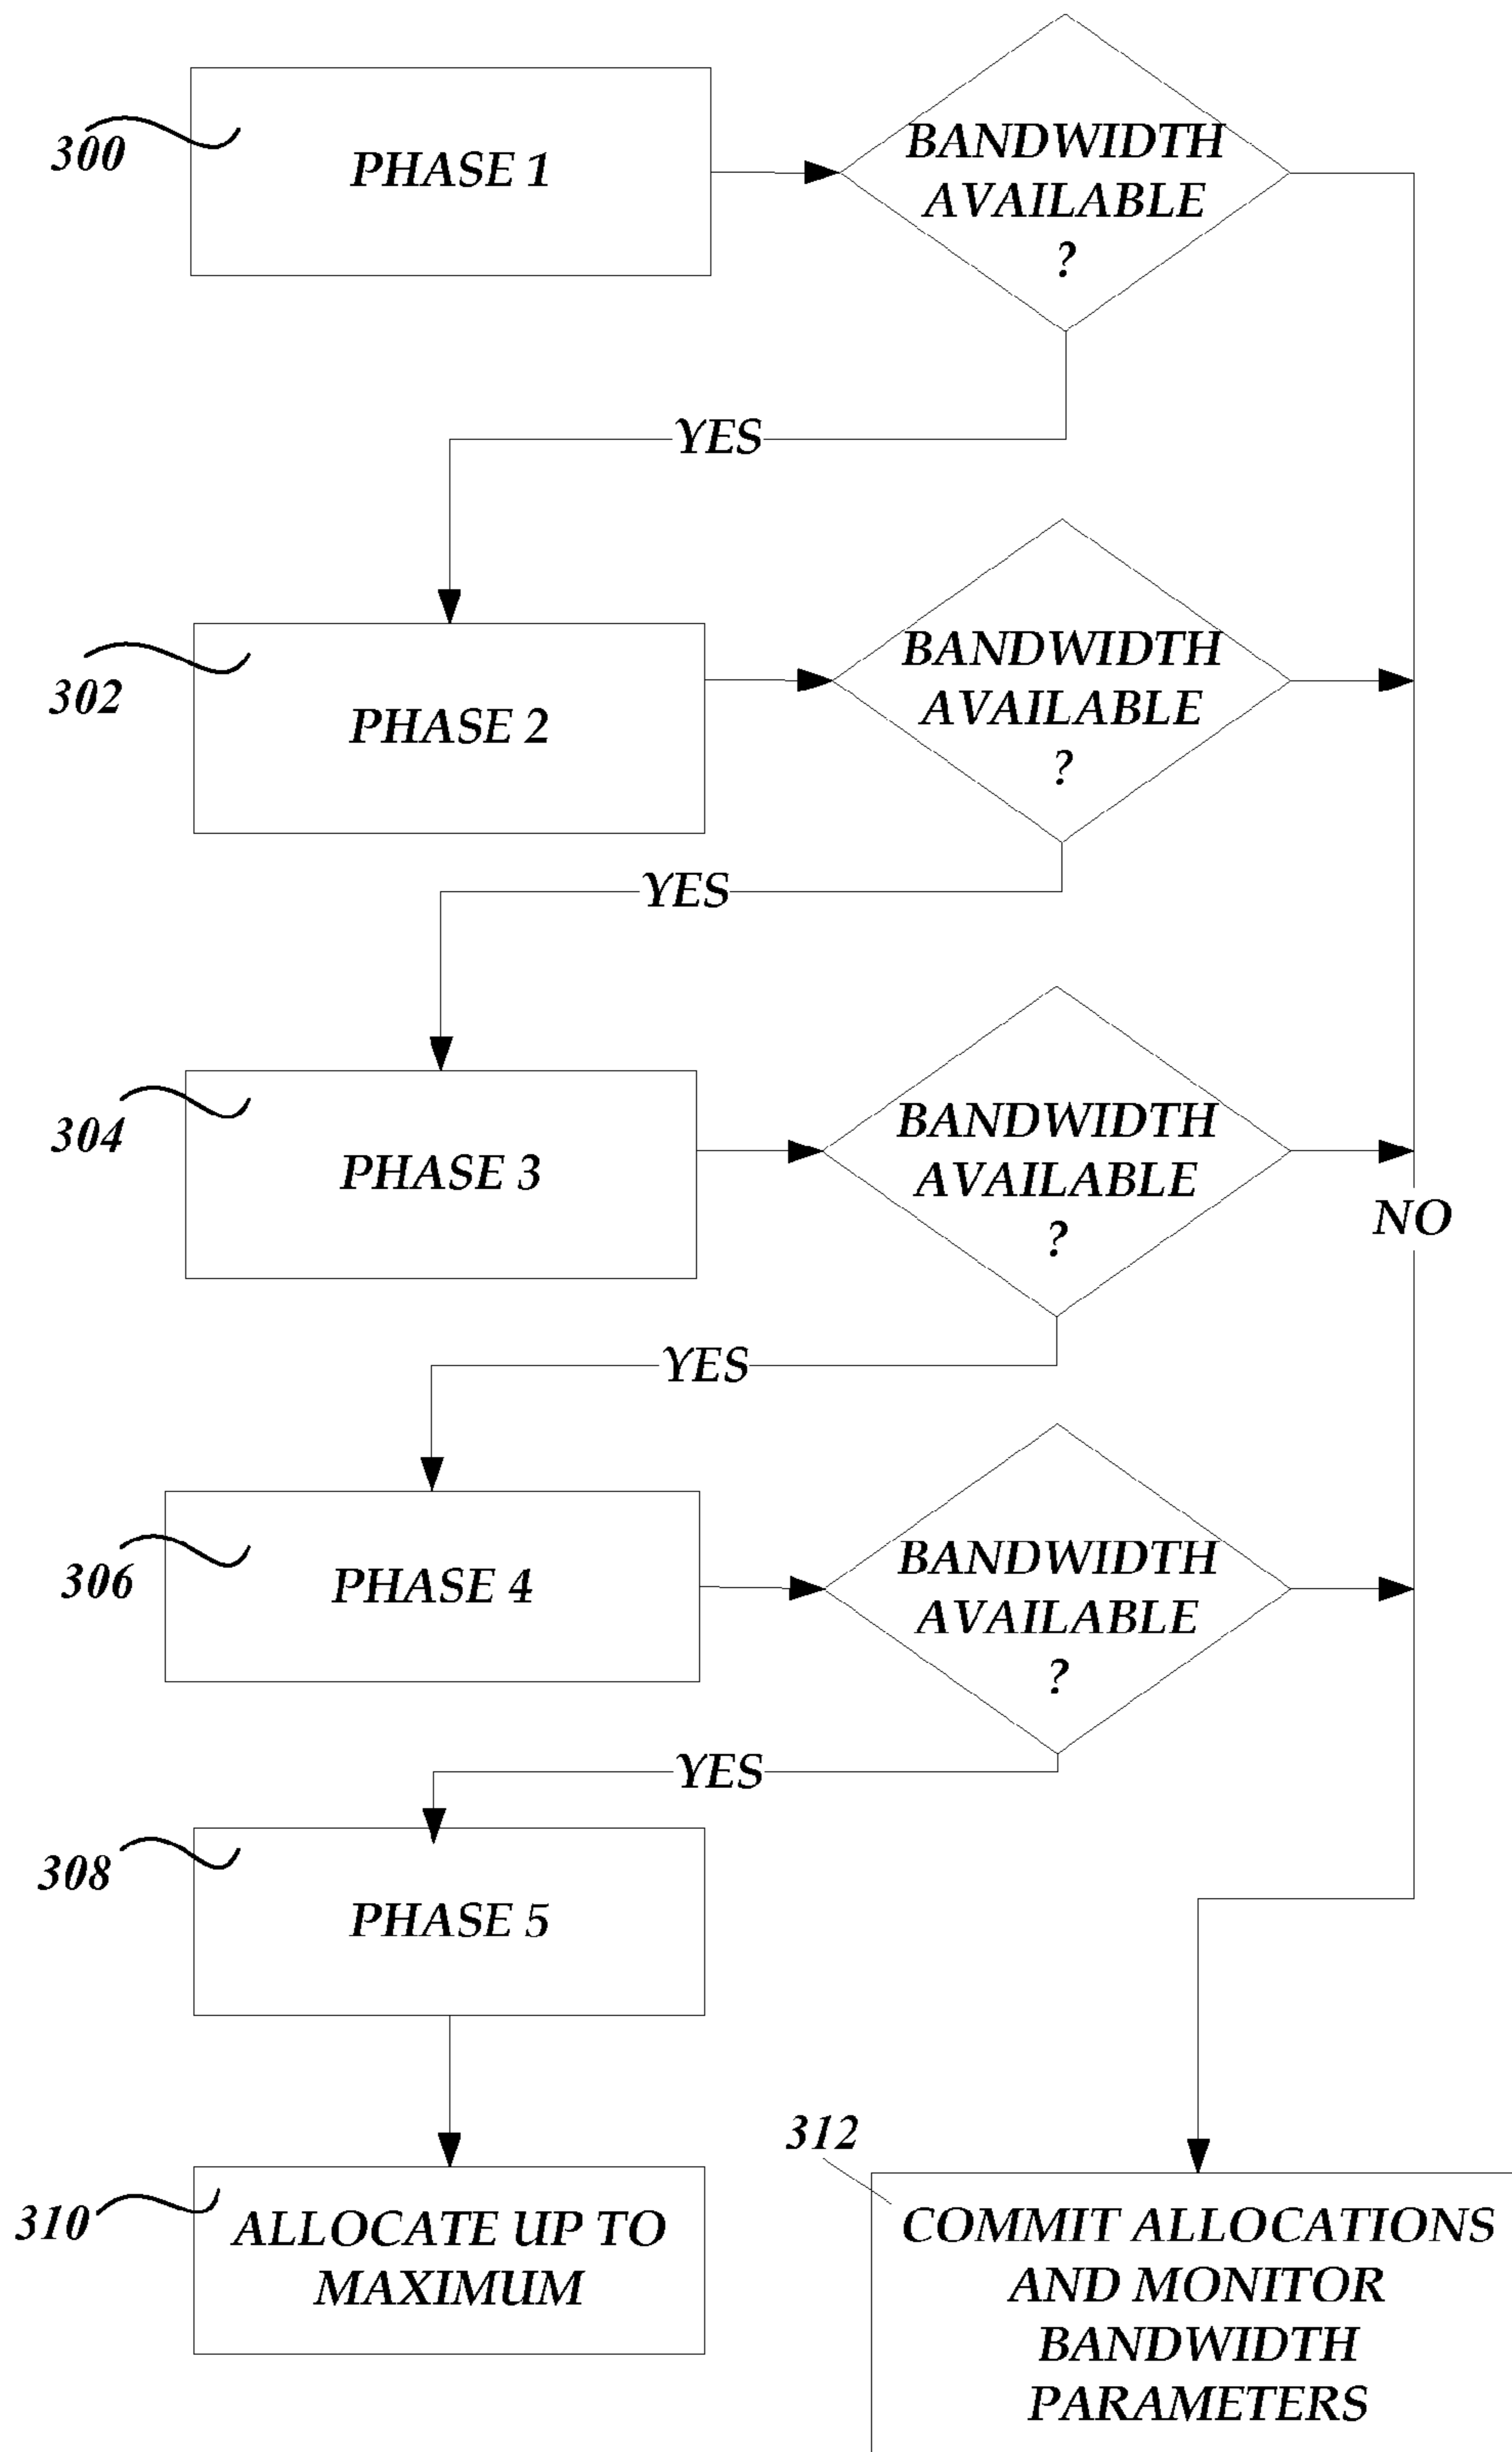 300
PHASE 1
BANDWIDTH
AVAILABLE
?
YES
302
PHASE 2
BANDWIDTH
AVAILABLE
?
YES
304
PHASE 3
BANDWIDTH
AVAILABLE
?
NO
YES
306
PHASE 4
BANDWIDTH
AVAILABLE
?
YES
308
PHASE 5
310
ALLOCATE UP TO
MAXIMUM
312
COMMIT ALLOCATIONS
AND MONITOR
BANDWIDTH
PARAMETERS